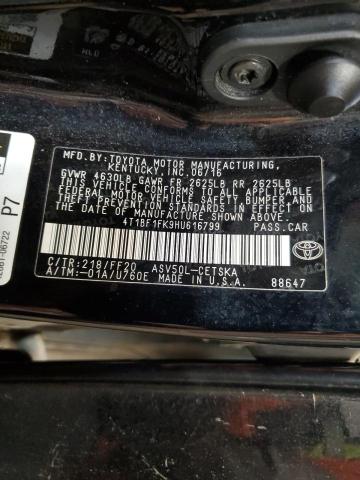 MFD.BY:TOYOTA MOTOR MANUFACTURING,
KENTUCKY,INC.06/16
GVWR 4630LB GAWR FR 2625LB RR 2625LB
THIS VEHICLE CONFORMS TO ALL APPLICABLE
FEDERAL MOTOR VEHICLE SAFETY, BUMPER, AND
THEFT PREVENTION STANDARDS IN EFFECT ON
THE DATE OF MANUFACTURE SHOWN ABOVE.
4T1BF1FK9HU616799
PASS.CAR
C/TR:218/FF20 ASV50L-CETSKA
A/TM:-01A/U760E MADE IN U.S.A.
TOYOTA
88647
P7